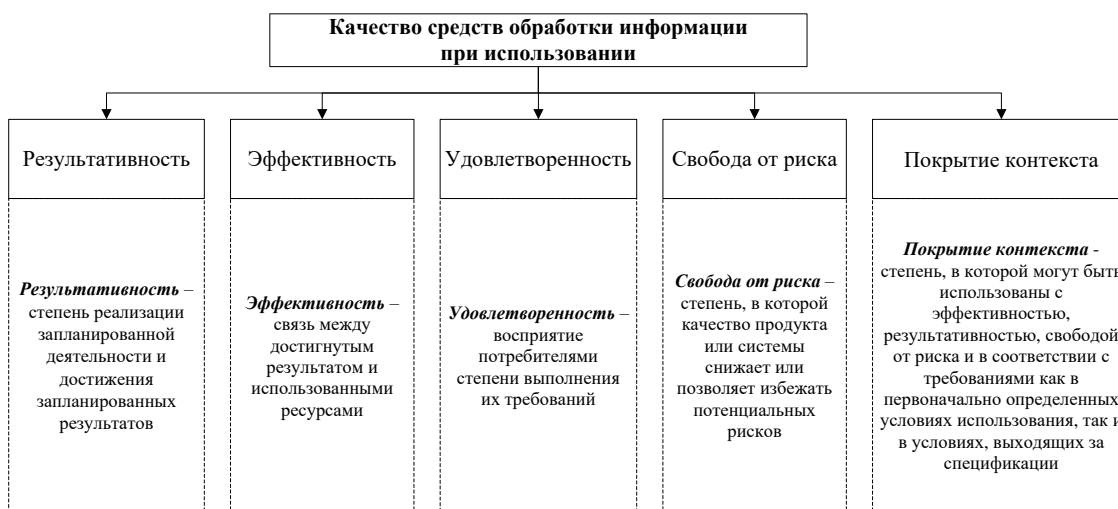 Качество средств обработки информации
при использовании
Результативность
Эффективность
Удовлетворенность
Свобода от риска
Покрытие контекста
Результативность –
степень реализации
запланированной
деятельности и
достижения
запланированных
результатов
Эффективность –
связь между
достигнутым
результатом и
использованными
ресурсами
Удовлетворенность –
восприятие
потребителями
степени выполнения
их требований
Свобода от риска –
степень, в которой
качество продукта
или системы
снижает или
позволяет избежать
потенциальных
рисков
Покрытие контекста -
степень, в которой могут быть
использованы с
эффективностью,
результативностью, свободой
от риска и в соответствии с
требованиями как в
первоначально определенных
условиях использования, так и
в условиях, выходящих за
спецификации